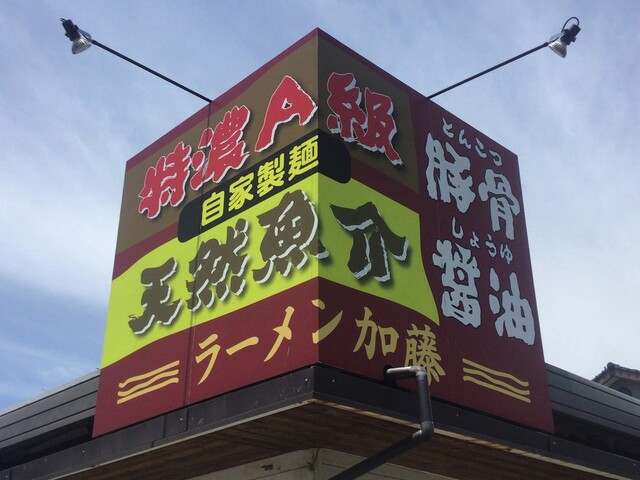 特濃A級
自家製麺
天然魚介
ラーメン加藤
とんこつ
豚骨
しょうゆ
醤油